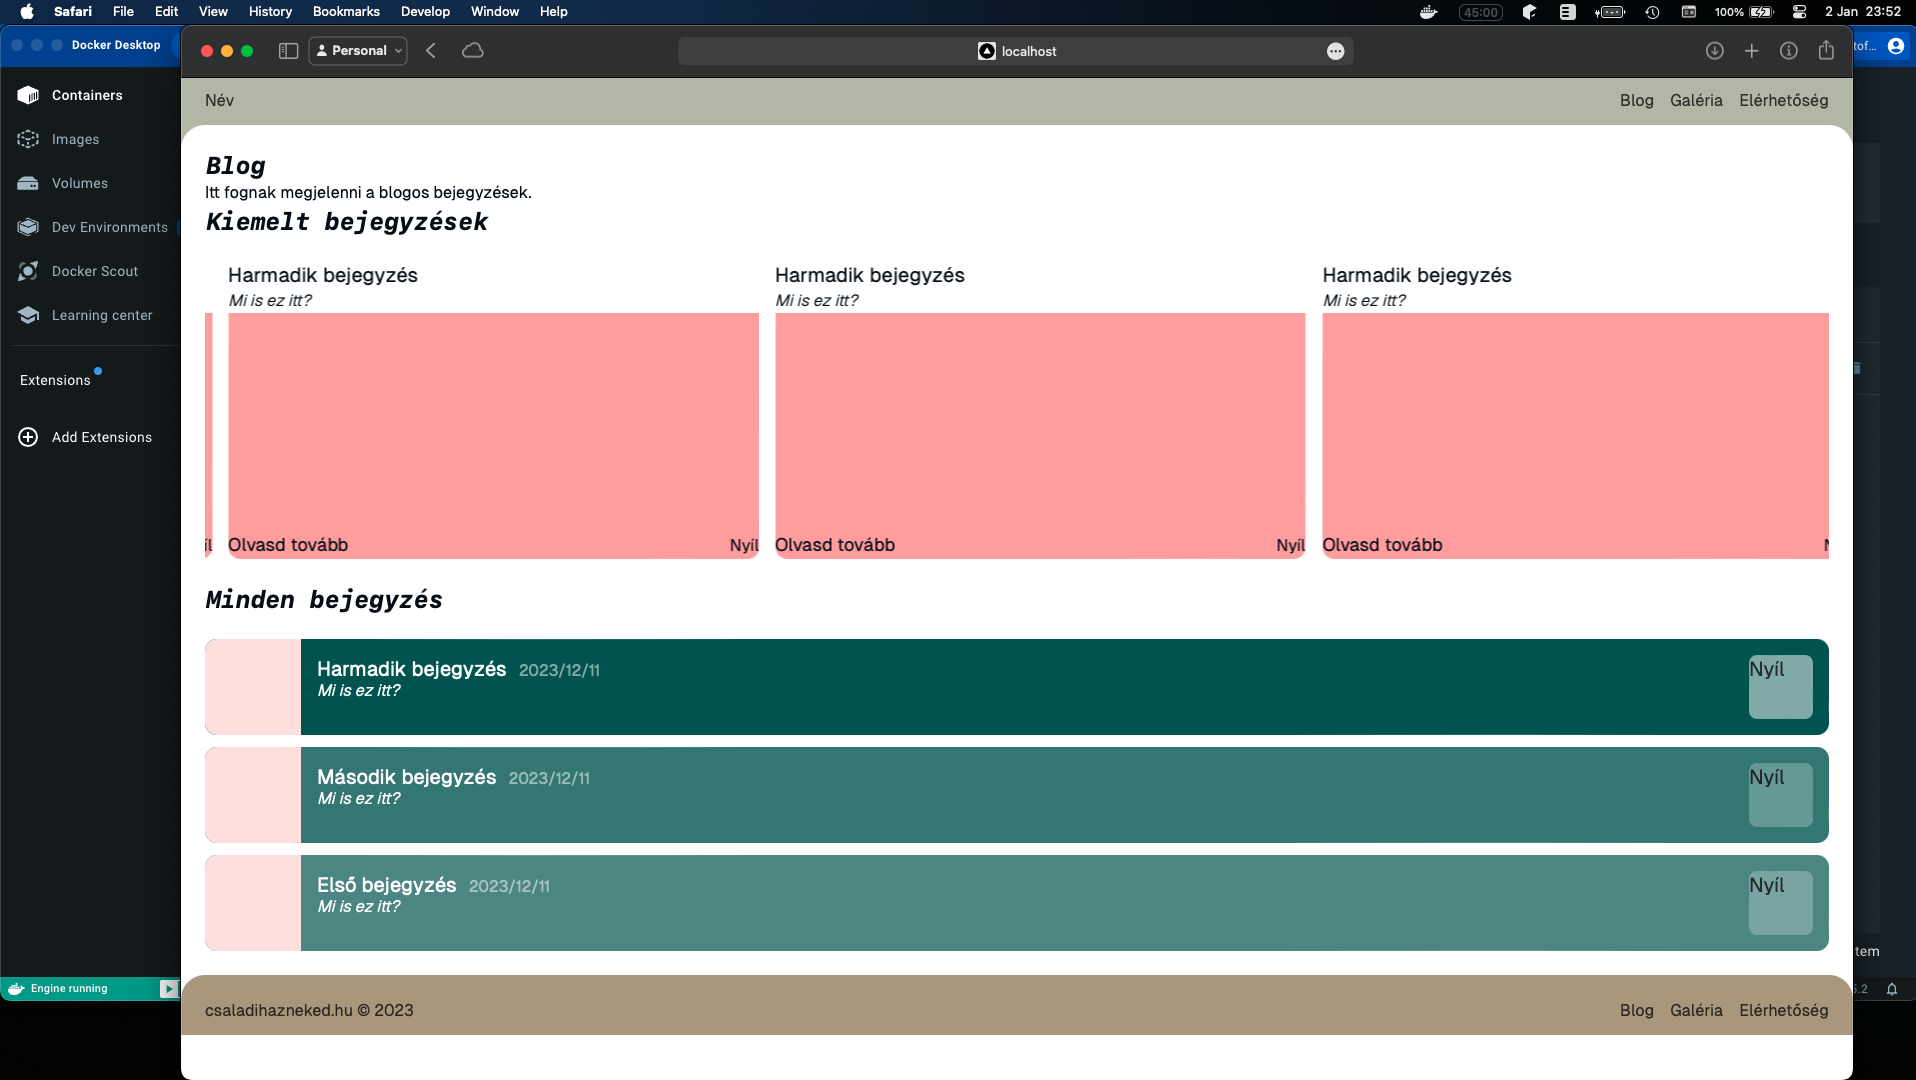 Safari File Edit View History Bookmarks Develop Window Help 45:00 100% 2 Jan 23:52
Docker Desktop
Personal
localhost
tof...
Containers
Images
Volumes
Dev Environments
Docker Scout
Learning center
Extensions
Add Extensions
Engine running
Név
Blog Galéria Elérhetőség
Blog
Itt fognak megjelenni a blogos bejegyzések.
Kiemelt bejegyzések
Harmadik bejegyzés
Mi is ez itt?
Olvasd tovább Nyíl
Harmadik bejegyzés
Mi is ez itt?
Olvasd tovább Nyíl
Harmadik bejegyzés
Mi is ez itt?
Olvasd tovább
Minden bejegyzés
Harmadik bejegyzés 2023/12/11
Mi is ez itt?
Nyíl
Második bejegyzés 2023/12/11
Mi is ez itt?
Nyíl
Első bejegyzés 2023/12/11
Mi is ez itt?
Nyíl
csaladihazneked.hu © 2023
Blog Galéria Elérhetőség
tem